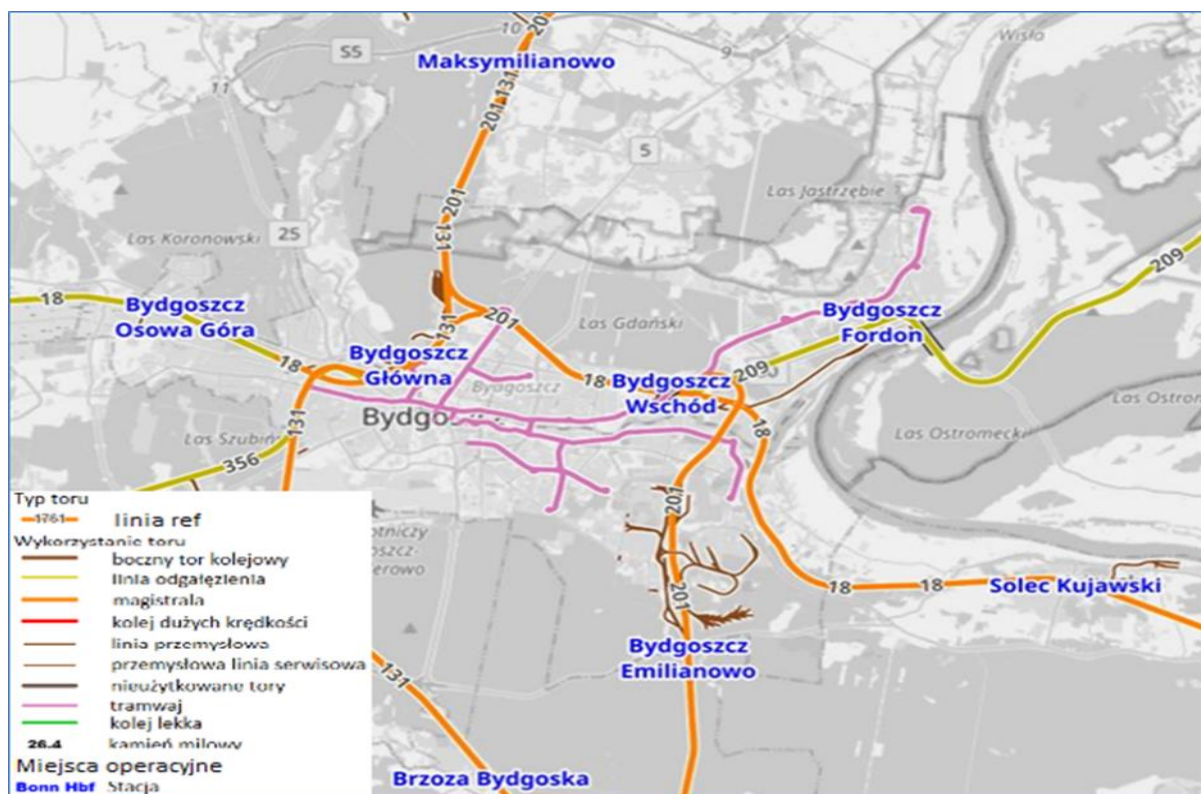 201
10
S5
Maksymilianowo
9
Wisła
11
131
201
5
Las Jastrzębie
201
25
Las Koronowski
131
209
18
Bydgoszcz
Osowa Góra
201
Las Gdański
Bydgoszcz
Fordon
131
18
Bydgoszcz
Główna
Bydgoszcz
18
Bydgoszcz
Wschód
209
131
Bydgo
18
Las Ostromecki
Las Ostrom
Las Szubiń
356
201
18
18
Solec Kujawski
201
Bydgoszcz
Emilianowo
131
Brzoza Bydgoska
Typ toru
1761 linia ref
Wykorzystanie toru
boczny tor kolejowy
linia odgałęzienia
magistrala
kolej dużych krędkości
linia przemysłowa
przemysłowa linia serwisowa
nieużytkowane tory
tramwaj
kolej lekka
26.4 kamień milowy
Miejsca operacyjne
Bonn Hbf Stacja